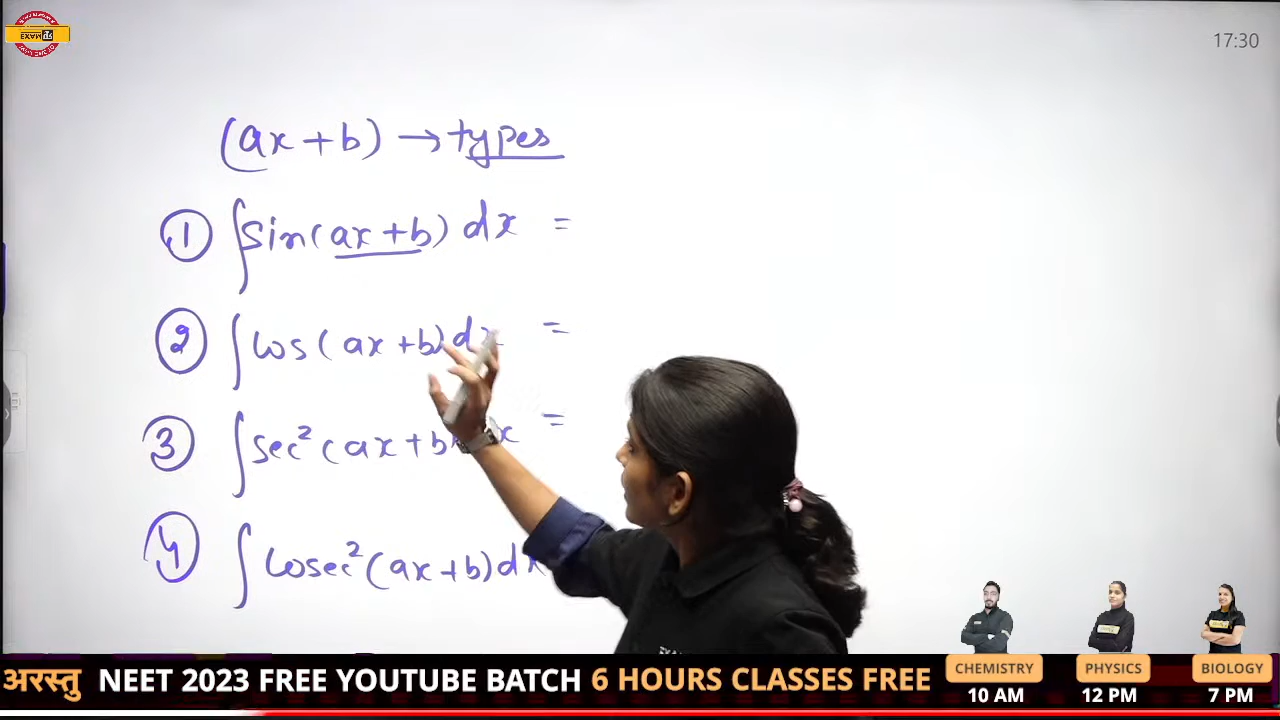 17:30
(ax+b) → types
① ∫sin(ax+b) dx =
② ∫cos(ax+b)dx =
③ ∫sec²(ax+b) x =
④ ∫cosec²(ax+b)dx
CHEMISTRY PHYSICS BIOLOGY
अरस्तु NEET 2023 FREE YOUTUBE BATCH 6 HOURS CLASSES FREE
10 AM 12 PM 7 PM